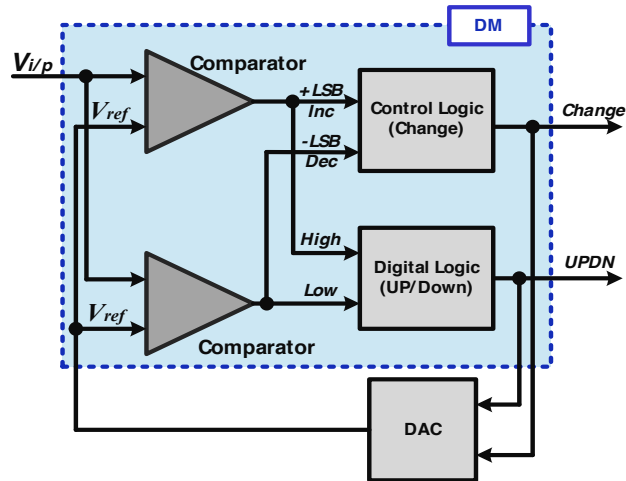 DM
Vi/p
Comparator
Vref
+LSB
Inc
-LSB
Dec
Control Logic
(Change)
Change
High
Low
Digital Logic
(UP/Down)
UPDN
Vref
Comparator
DAC